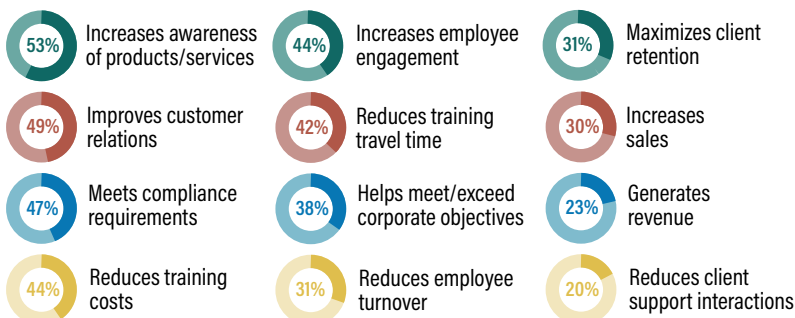 53%
Increases awareness
of products/services
44%
Increases employee
engagement
31%
Maximizes client
retention
49%
Improves customer
relations
42%
Reduces training
travel time
30%
Increases
sales
47%
Meets compliance
requirements
38%
Helps meet/exceed
corporate objectives
23%
Generates
revenue
44%
Reduces training
costs
31%
Reduces employee
turnover
20%
Reduces client
support interactions